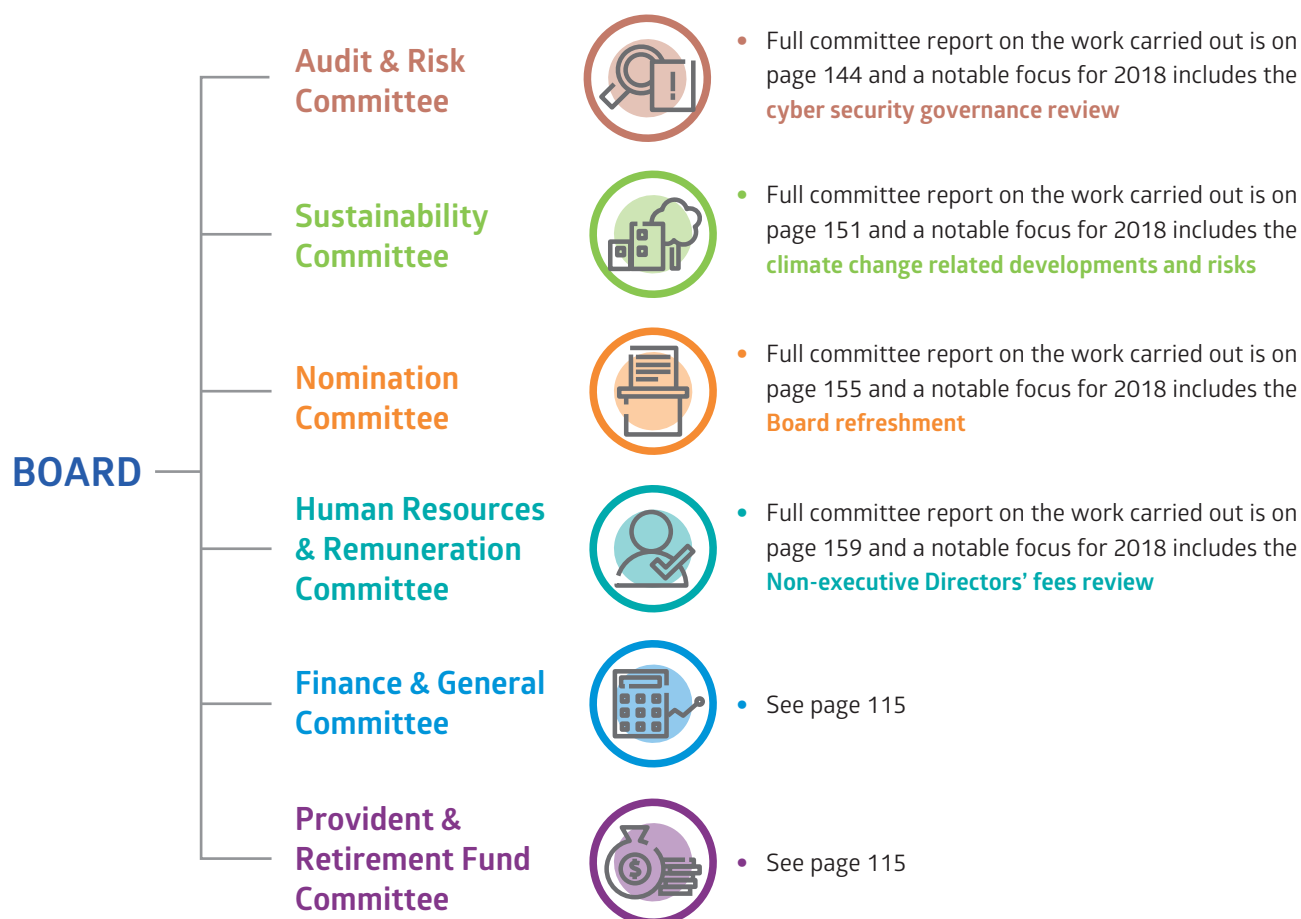 BOARD
Audit & Risk
Committee
• Full committee report on the work carried out is on
page 144 and a notable focus for 2018 includes the
cyber security governance review
Sustainability
Committee
• Full committee report on the work carried out is on
page 151 and a notable focus for 2018 includes the
climate change related developments and risks
Nomination
Committee
• Full committee report on the work carried out is on
page 155 and a notable focus for 2018 includes the
Board refreshment
Human Resources
& Remuneration
Committee
• Full committee report on the work carried out is on
page 159 and a notable focus for 2018 includes the
Non-executive Directors’ fees review
Finance & General
Committee
• See page 115
Provident &
Retirement Fund
Committee
$
• See page 115